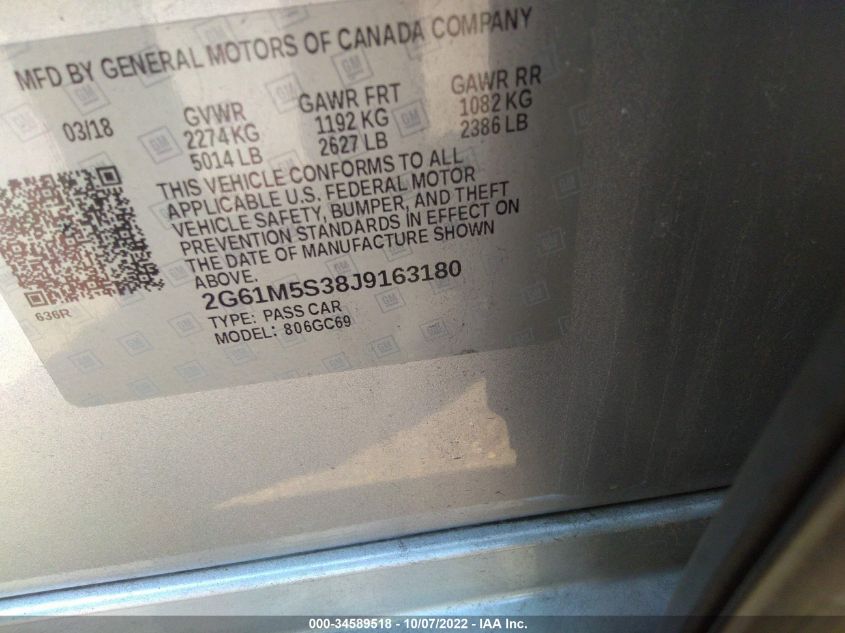 MFD BY GENERAL MOTORS OF CANADA COMPANY
03/18
GVWR
2274 KG
5014 LB
GAWR FRT
1192 KG
2627 LB
GAWR RR
1082 KG
2386 LB
THIS VEHICLE CONFORMS TO ALL
APPLICABLE U.S. FEDERAL MOTOR
VEHICLE SAFETY, BUMPER, AND THEFT
PREVENTION STANDARDS IN EFFECT ON
THE DATE OF MANUFACTURE SHOWN
ABOVE.
2G61M5S38J9163180
TYPE: PASS CAR
MODEL: 806GC69
636R
000-34589518 - 10/07/2022 - IAA Inc.